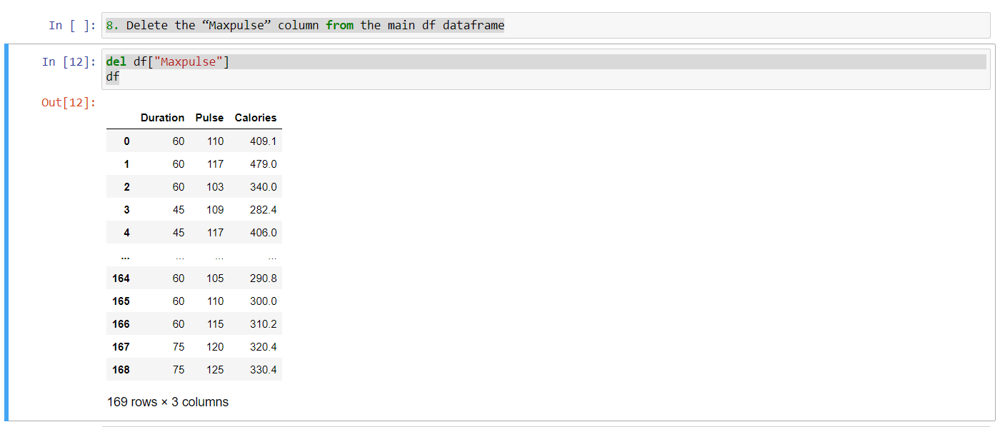 In [ ]: 8. Delete the “Maxpulse” column from the main df dataframe
In [12]: del df["Maxpulse"]
df
Out[12]:
Duration Pulse Calories
0 60 110 409.1
1 60 117 479.0
2 60 103 340.0
3 45 109 282.4
4 45 117 406.0
... ... ... ...
164 60 105 290.8
165 60 110 300.0
166 60 115 310.2
167 75 120 320.4
168 75 125 330.4
169 rows × 3 columns